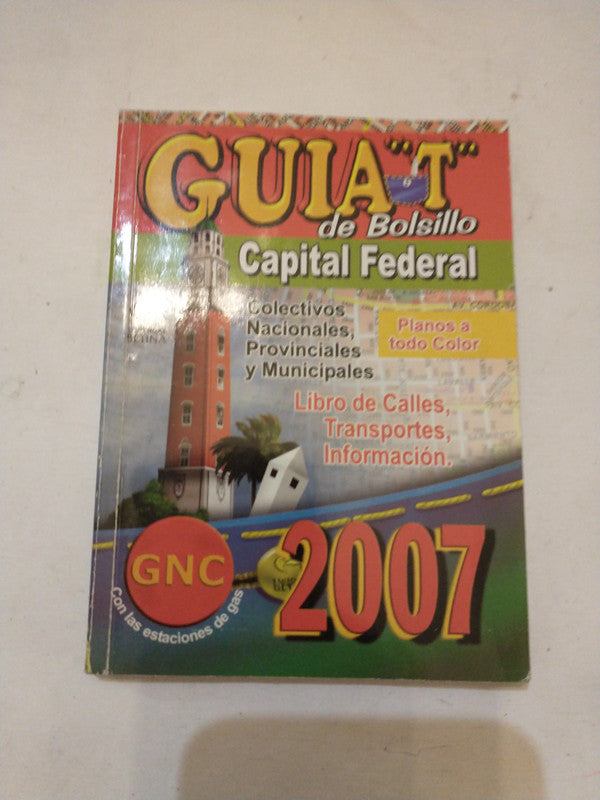 GUIA "T"
de Bolsillo
Capital Federal
Colectivos
Nacionales,
Provinciales
y Municipales
Planos a
todo Color
Libro de Calles,
Transportes,
Información.
GNC
Con las estaciones de gas
2007